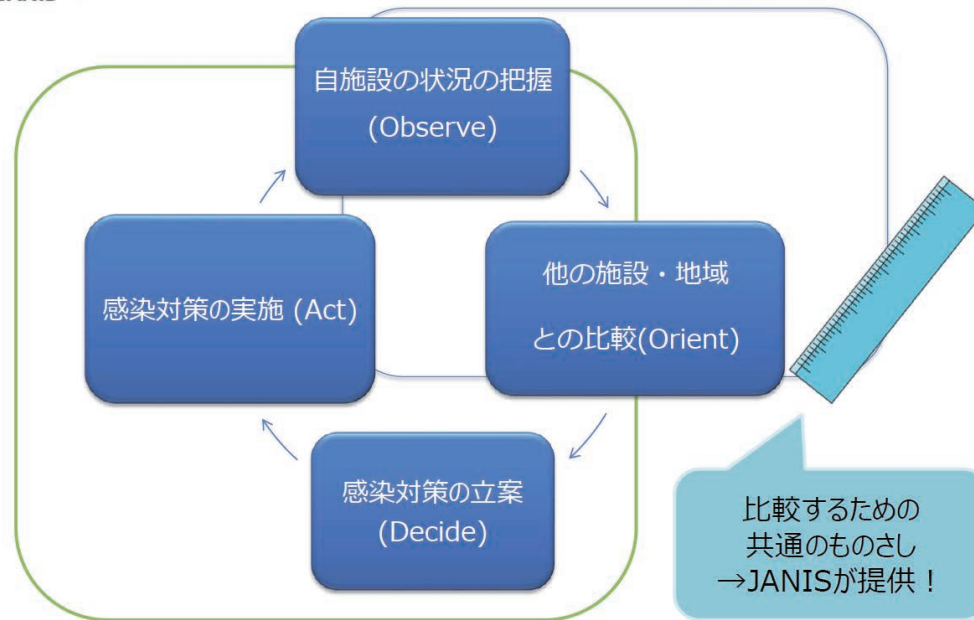 自施設の状況の把握
(Observe)
他の施設・地域
との比較(Orient)
感染対策の実施 (Act)
感染対策の立案
(Decide)
比較するための
共通のものさし
→JANISが提供！